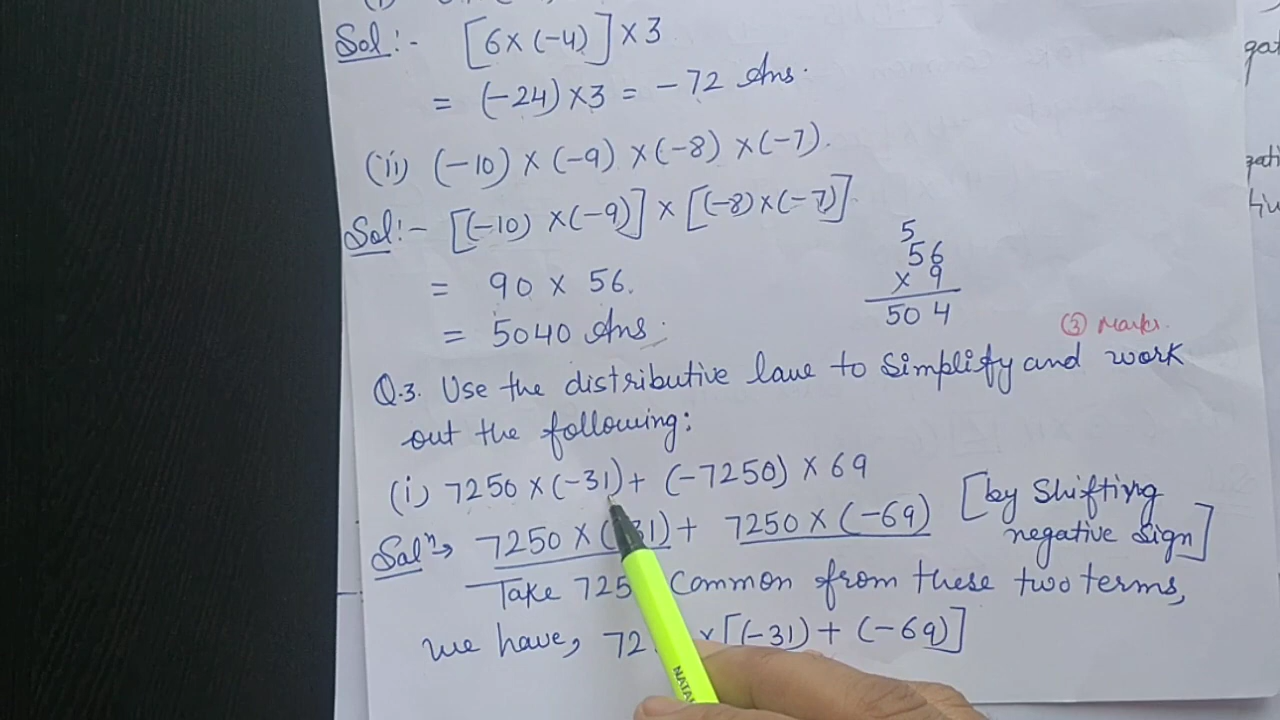 Sol:- [6×(-4)]×3
= (-24)×3 = -72 Ans.
(ii) (-10)×(-9)×(-8)×(-7).
Sol:- [(-10)×(-9)]×[(-8)×(-7)]
= 90×56.
= 5040 Ans.
5
56
×9
504
③ Marks.
Q.3. Use the distributive law to simplify and work
out the following:
(i) 7250×(-31)+(-7250)×69
Solⁿ→ 7250×(31)+ 7250×(-69) [by Shifting
negative Sign]
Take 725 Common from these two terms,
we have, 72 ×[(-31)+(-69)]
NATA